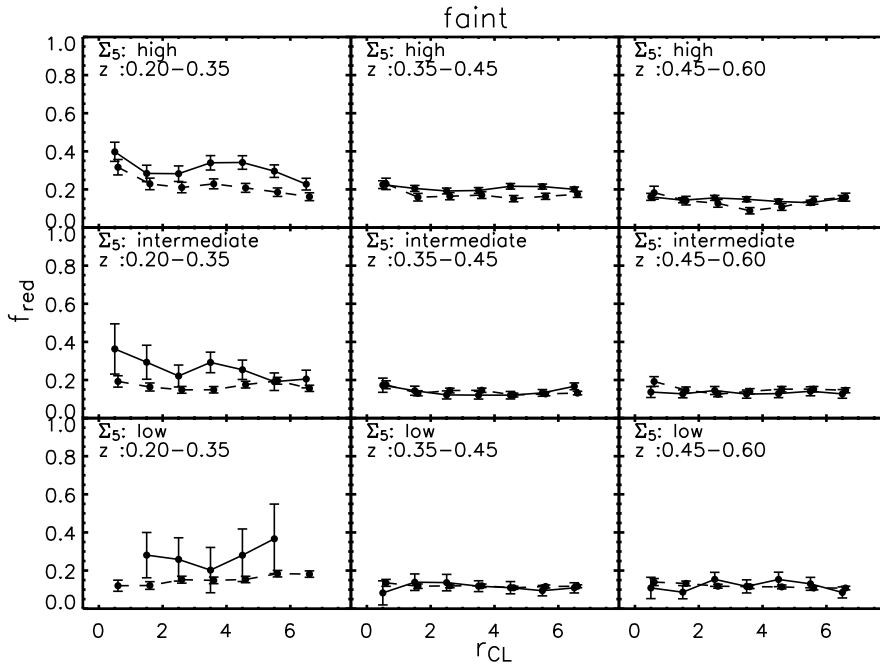 faint
Σ5: high
z :0.20−0.35
Σ5: high
z :0.35−0.45
Σ5: high
z :0.45−0.60
1.0
0.8
0.6
0.4
0.2
0.0
Σ5: intermediate
z :0.20−0.35
Σ5: intermediate
z :0.35−0.45
Σ5: intermediate
z :0.45−0.60
1.0
0.8
0.6
0.4
0.2
0.0
fred
Σ5: low
z :0.20−0.35
Σ5: low
z :0.35−0.45
Σ5: low
z :0.45−0.60
1.0
0.8
0.6
0.4
0.2
0.0
0 2 4 6 0 2 4 6 0 2 4 6
rCL